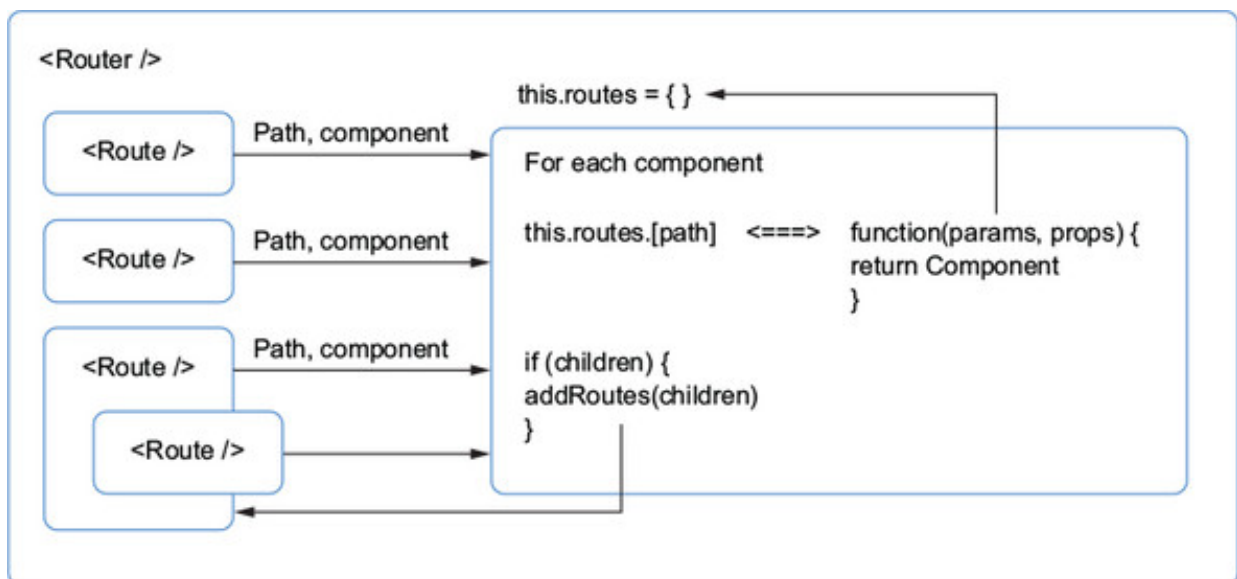 <Router />
this.routes = { }
<Route />
Path, component
For each component
<Route />
Path, component
this.routes.[path] <===> function(params, props) {
return Component
}
<Route />
Path, component
if (children) {
addRoutes(children)
}
<Route />